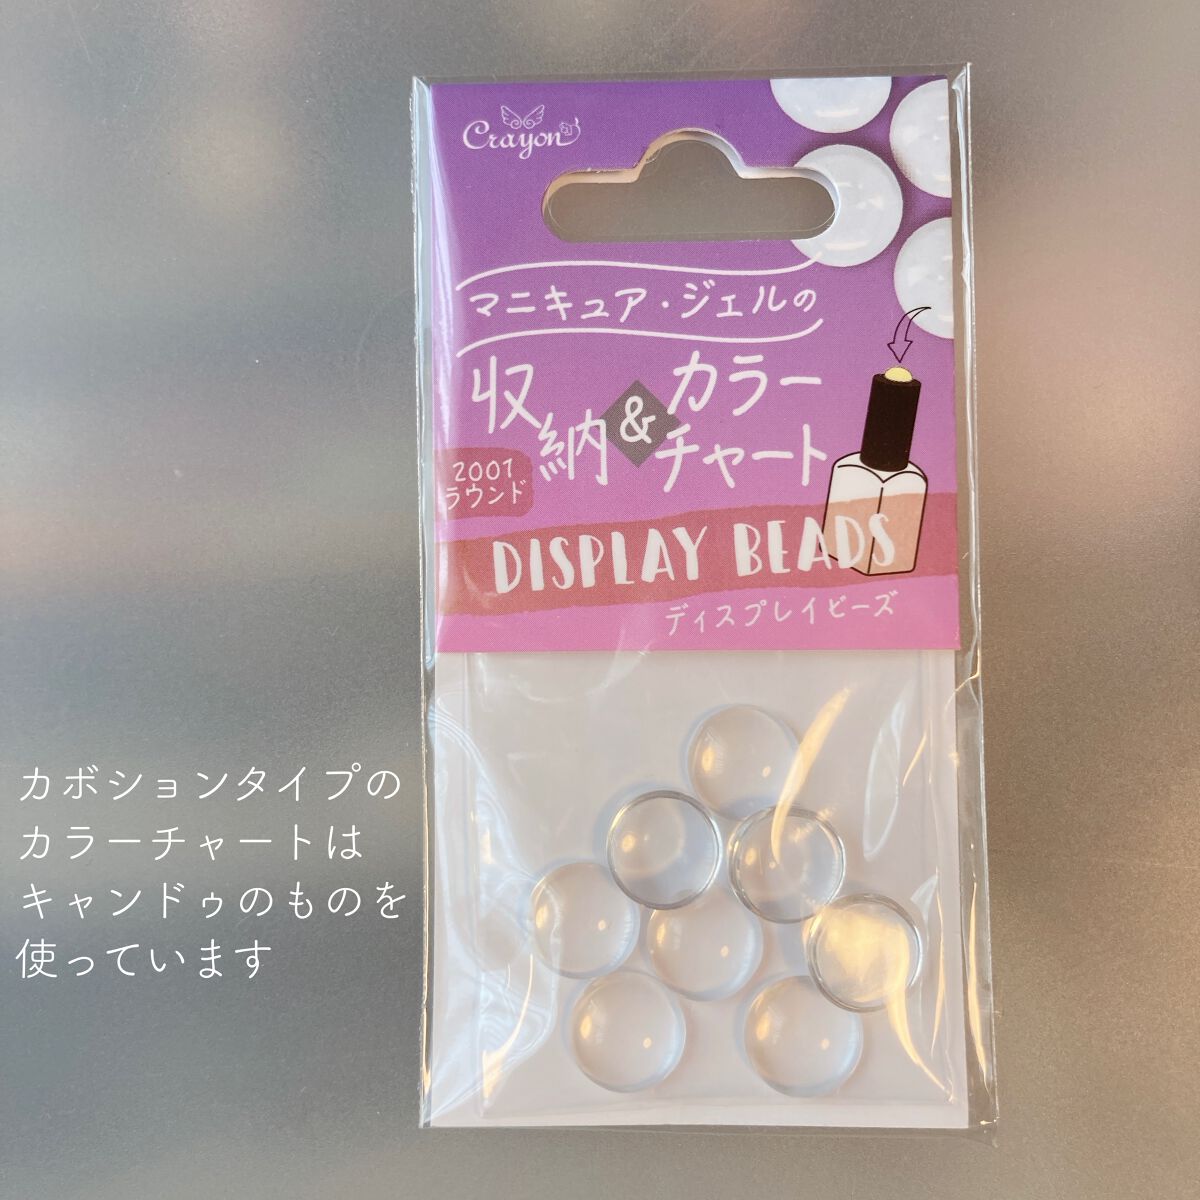 Crayon
マニキュア・ジェルの
収納&カラーチャート
2001
ラウンド
DISPLAY BEADS
ディスプレイビーズ
カボションタイプの
カラーチャートは
キャンドゥのものを
使っています